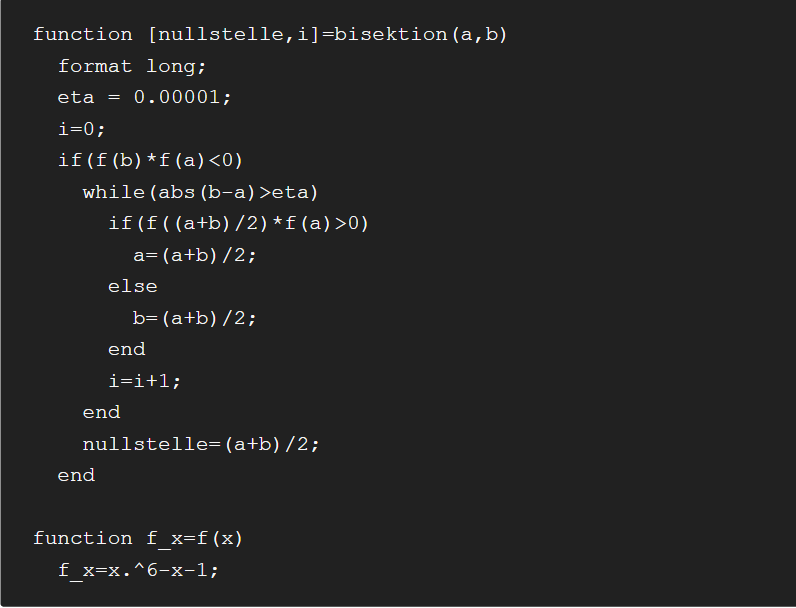 function [nullstelle,i]=bisektion(a,b)
format long;
eta = 0.00001;
i=0;
if(f(b)*f(a)<0)
while(abs(b-a)>eta)
if(f((a+b)/2)*f(a)>0)
a=(a+b)/2;
else
b=(a+b)/2;
end
i=i+1;
end
nullstelle=(a+b)/2;
end
function f_x=f(x)
f_x=x.^6-x-1;